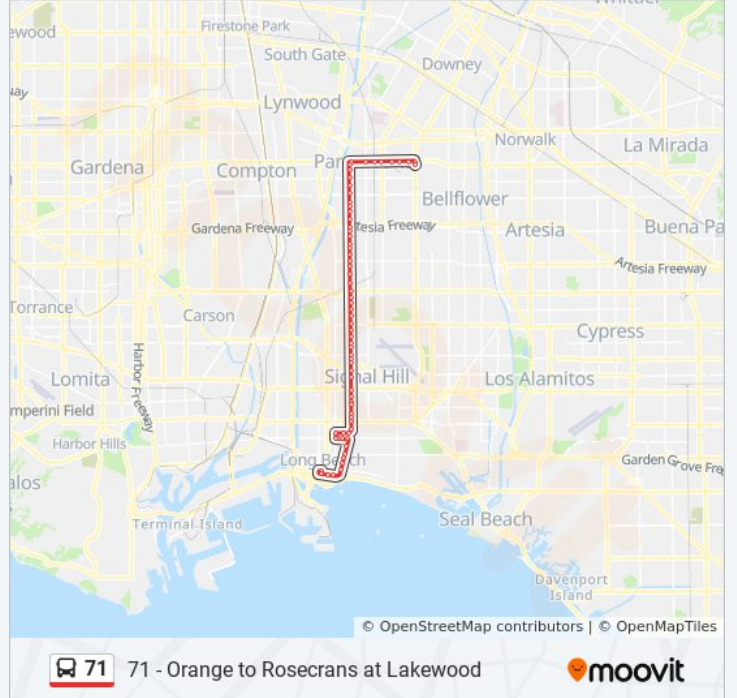 ewood
Firestone Park
Whittier
South Gate
Downey
ay
Lynwood
Norwalk
La Mirada
Gardena
Compton
Par
Bellflower
Gardena Freeway
tesia Freeway
Artesia
Buena Pa
Artesia Freeway
Torrance
Carson
Cypress
Harbor Freeway
Lomita
Signal Hill
Los Alamitos
mperini Field
Harbor Hills
Long Beach
Garden Grove Fre
alos
Terminal Island
Seal Beach
Davenport
Island
© OpenStreetMap contributors | © OpenMapTiles
71 71 - Orange to Rosecrans at Lakewood moovit